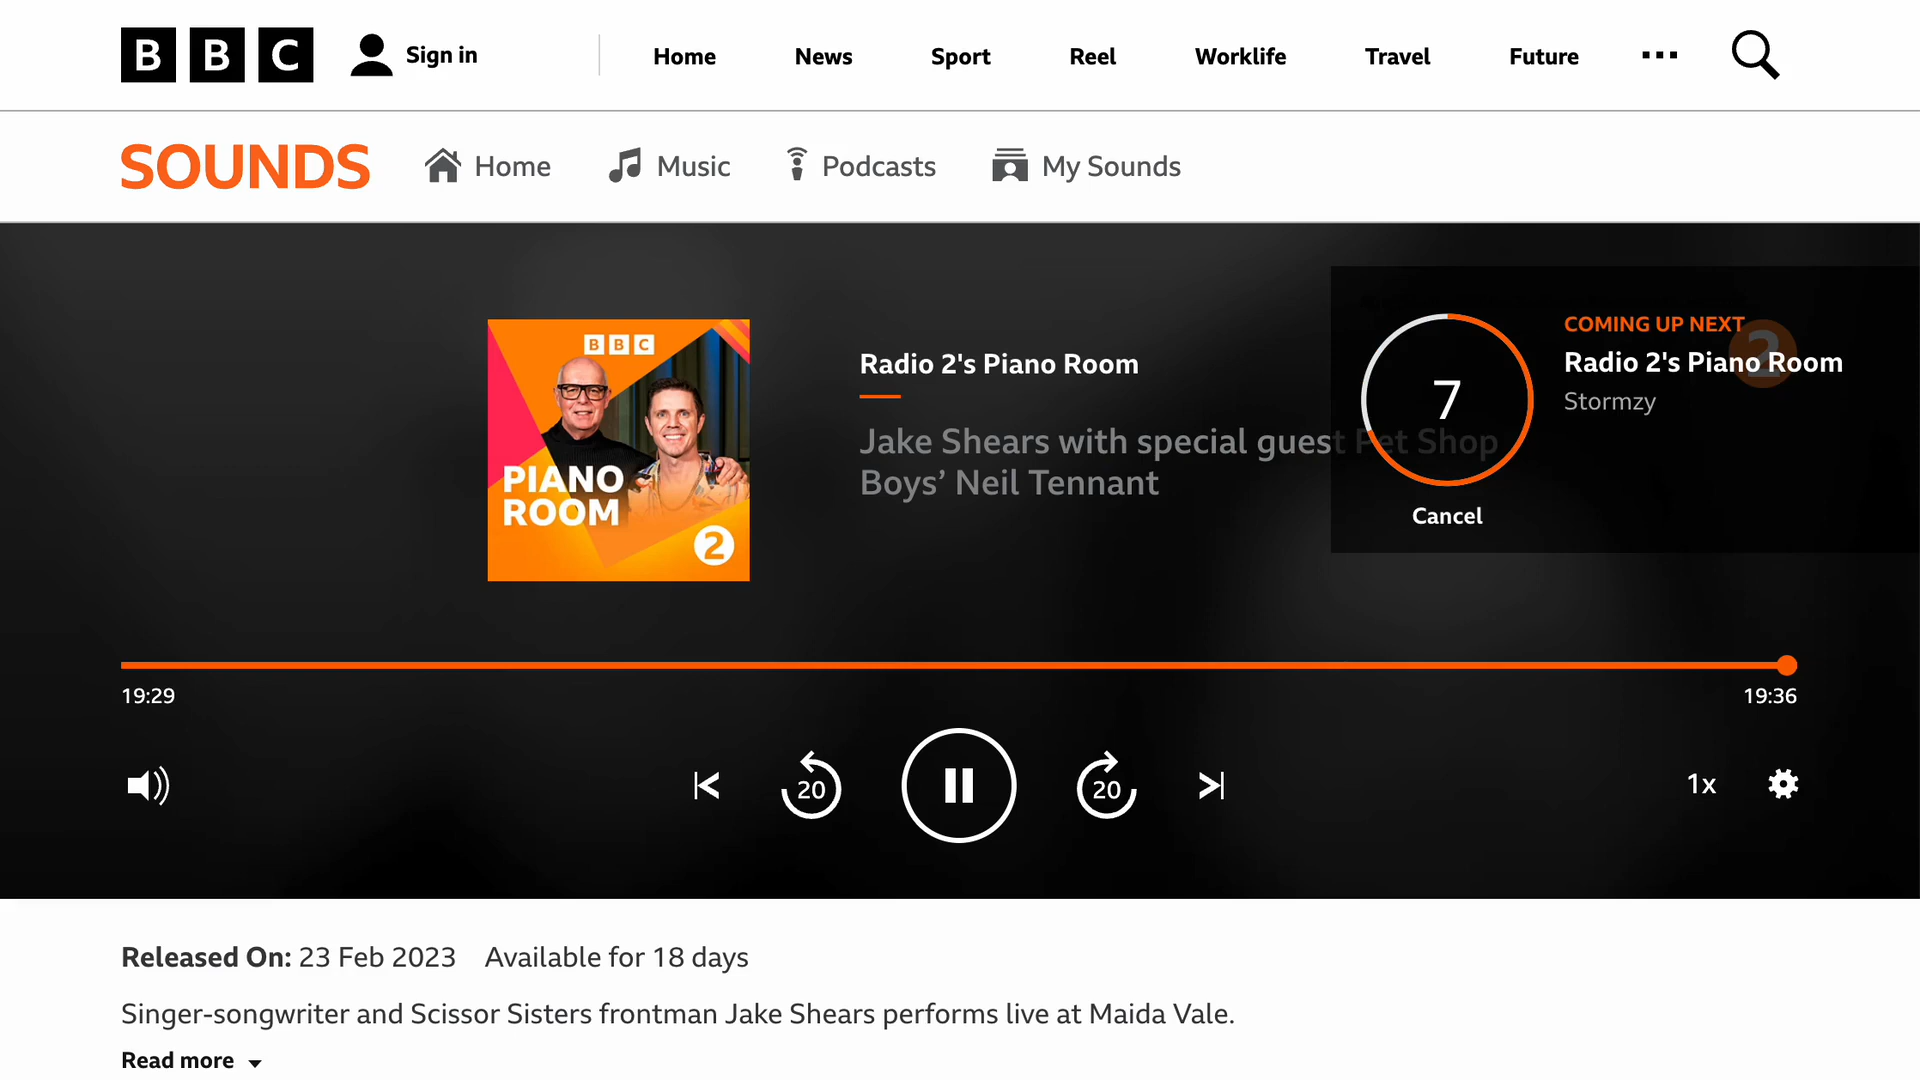 BBC
Sign in
Home
News
Sport
Reel
Worklife
Travel
Future
SOUNDS
Home
Music
Podcasts
My Sounds
BBC
PIANO
ROOM
2
Radio 2's Piano Room
Jake Shears with special guest Pet Shop
Boys’ Neil Tennant
2
7
Cancel
COMING UP NEXT
Radio 2's Piano Room
Stormzy
19:29
19:36
20
20
1x
Released On: 23 Feb 2023 Available for 18 days
Singer-songwriter and Scissor Sisters frontman Jake Shears performs live at Maida Vale.
Read more